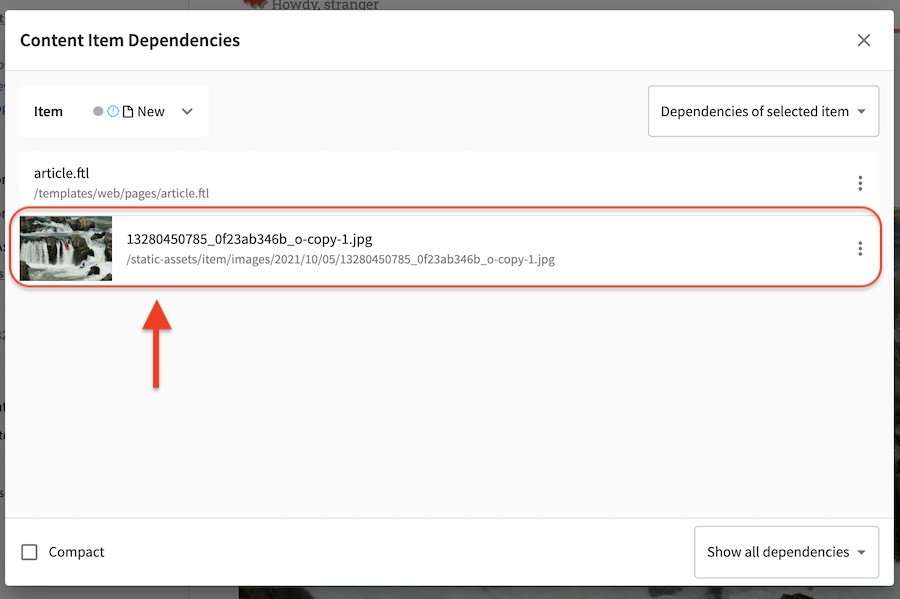 Howdy, stranger
Content Item Dependencies
Item New
Dependencies of selected item
article.ftl
/templates/web/pages/article.ftl
13280450785_0f23ab346b_o-copy-1.jpg
/static-assets/item/images/2021/10/05/13280450785_0f23ab346b_o-copy-1.jpg
Compact
Show all dependencies